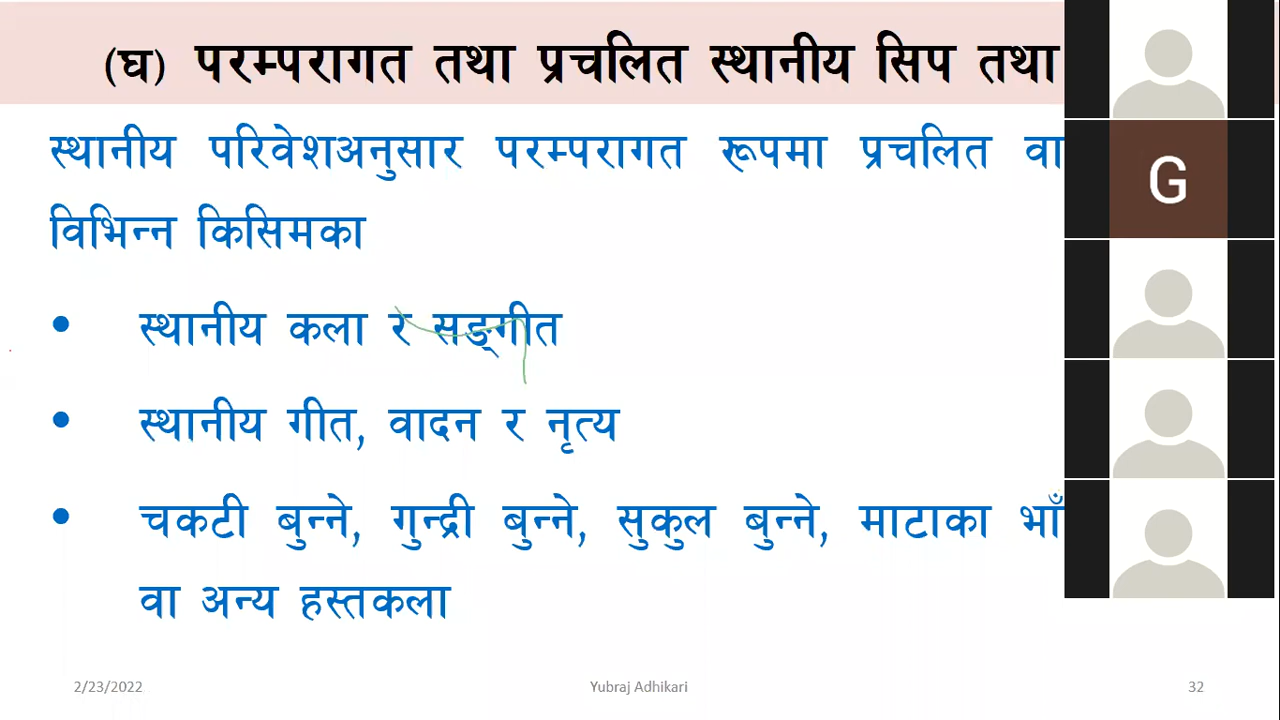 (घ) परम्परागत तथा प्रचलित स्थानीय सिप तथा
स्थानीय परिवेशअनुसार परम्परागत रूपमा प्रचलित वा
विभिन्न किसिमका
• स्थानीय कला र सङ्गीत
• स्थानीय गीत, वादन र नृत्य
• चकटी बुन्ने, गुन्द्री बुन्ने, सुकुल बुन्ने, माटाका
वा अन्य हस्तकला
G
2/23/2022 Yubraj Adhikari 32